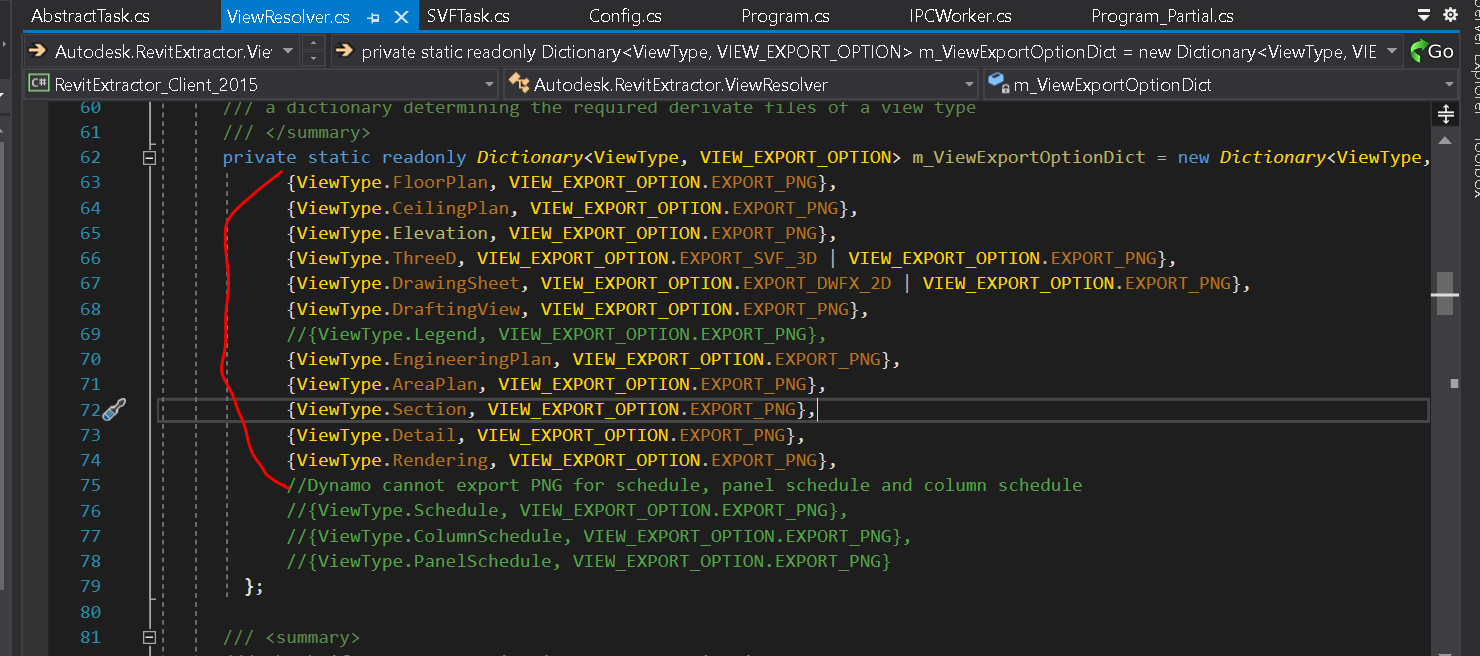 AbstractTask.cs ViewResolver.cs SVFTask.cs Config.cs Program.cs IPCWorker.cs Program_Partial.cs
Autodesk.RevitExtractor.Vie private static readonly Dictionary<ViewType, VIEW_EXPORT_OPTION> m_ViewExportOptionDict = new Dictionary<ViewType, VIE Go
C# RevitExtractor_Client_2015 Autodesk.RevitExtractor.ViewResolver m_ViewExportOptionDict
60 /// a dictionary determining the required derivate files of a view type
61 /// </summary>
62 private static readonly Dictionary<ViewType, VIEW_EXPORT_OPTION> m_ViewExportOptionDict = new Dictionary<ViewType,
63 {ViewType.FloorPlan, VIEW_EXPORT_OPTION.EXPORT_PNG},
64 {ViewType.CeilingPlan, VIEW_EXPORT_OPTION.EXPORT_PNG},
65 {ViewType.Elevation, VIEW_EXPORT_OPTION.EXPORT_PNG},
66 {ViewType.ThreeD, VIEW_EXPORT_OPTION.EXPORT_SVF_3D | VIEW_EXPORT_OPTION.EXPORT_PNG},
67 {ViewType.DrawingSheet, VIEW_EXPORT_OPTION.EXPORT_DWFX_2D | VIEW_EXPORT_OPTION.EXPORT_PNG},
68 {ViewType.DraftingView, VIEW_EXPORT_OPTION.EXPORT_PNG},
69 //{ViewType.Legend, VIEW_EXPORT_OPTION.EXPORT_PNG},
70 {ViewType.EngineeringPlan, VIEW_EXPORT_OPTION.EXPORT_PNG},
71 {ViewType.AreaPlan, VIEW_EXPORT_OPTION.EXPORT_PNG},
72 {ViewType.Section, VIEW_EXPORT_OPTION.EXPORT_PNG},
73 {ViewType.Detail, VIEW_EXPORT_OPTION.EXPORT_PNG},
74 {ViewType.Rendering, VIEW_EXPORT_OPTION.EXPORT_PNG},
75 //Dynamo cannot export PNG for schedule, panel schedule and column schedule
76 //{ViewType.Schedule, VIEW_EXPORT_OPTION.EXPORT_PNG},
77 //{ViewType.ColumnSchedule, VIEW_EXPORT_OPTION.EXPORT_PNG},
78 //{ViewType.PanelSchedule, VIEW_EXPORT_OPTION.EXPORT_PNG}
79 };
80
81 /// <summary>